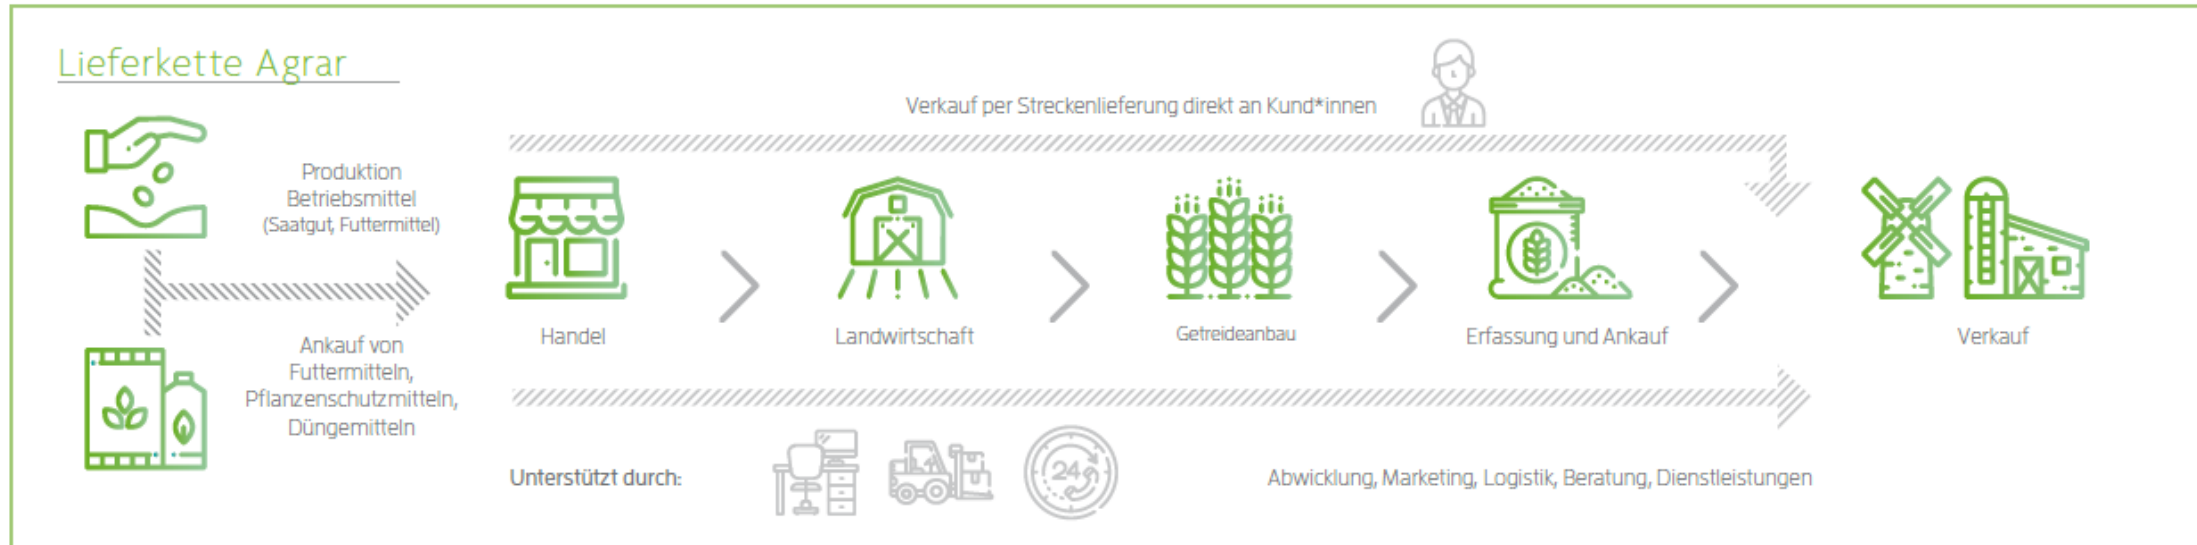 Lieferkette Agrar
Verkauf per Streckenlieferung direkt an Kund*innen
Produktion
Betriebsmittel
(Saatgut, Futtermittel)
Ankauf von
Futtermitteln,
Pflanzenschutzmitteln,
Düngemitteln
Handel
Landwirtschaft
Getreideanbau
Erfassung und Ankauf
Verkauf
Unterstützt durch:
24
Abwicklung, Marketing, Logistik, Beratung, Dienstleistungen